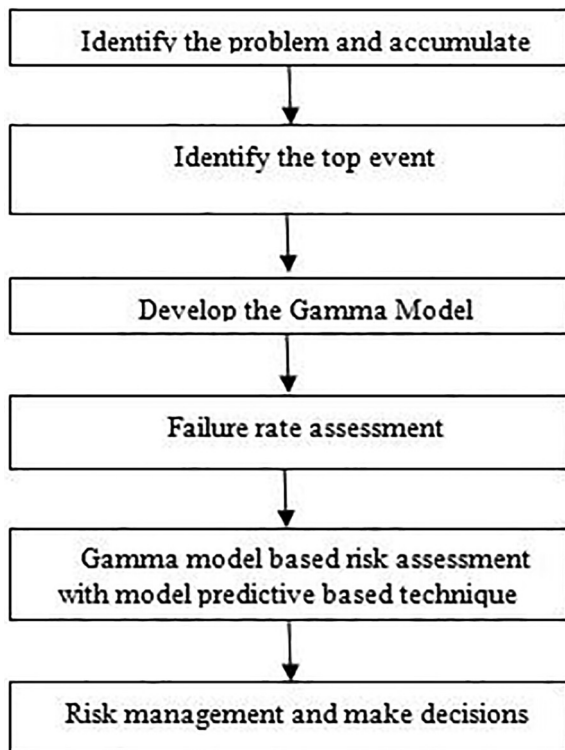 Identify the problem and accumulate
Identify the top event
Develop the Gamma Model
Failure rate assessment
Gamma model based risk assessment
with model predictive based technique
Risk management and make decisions